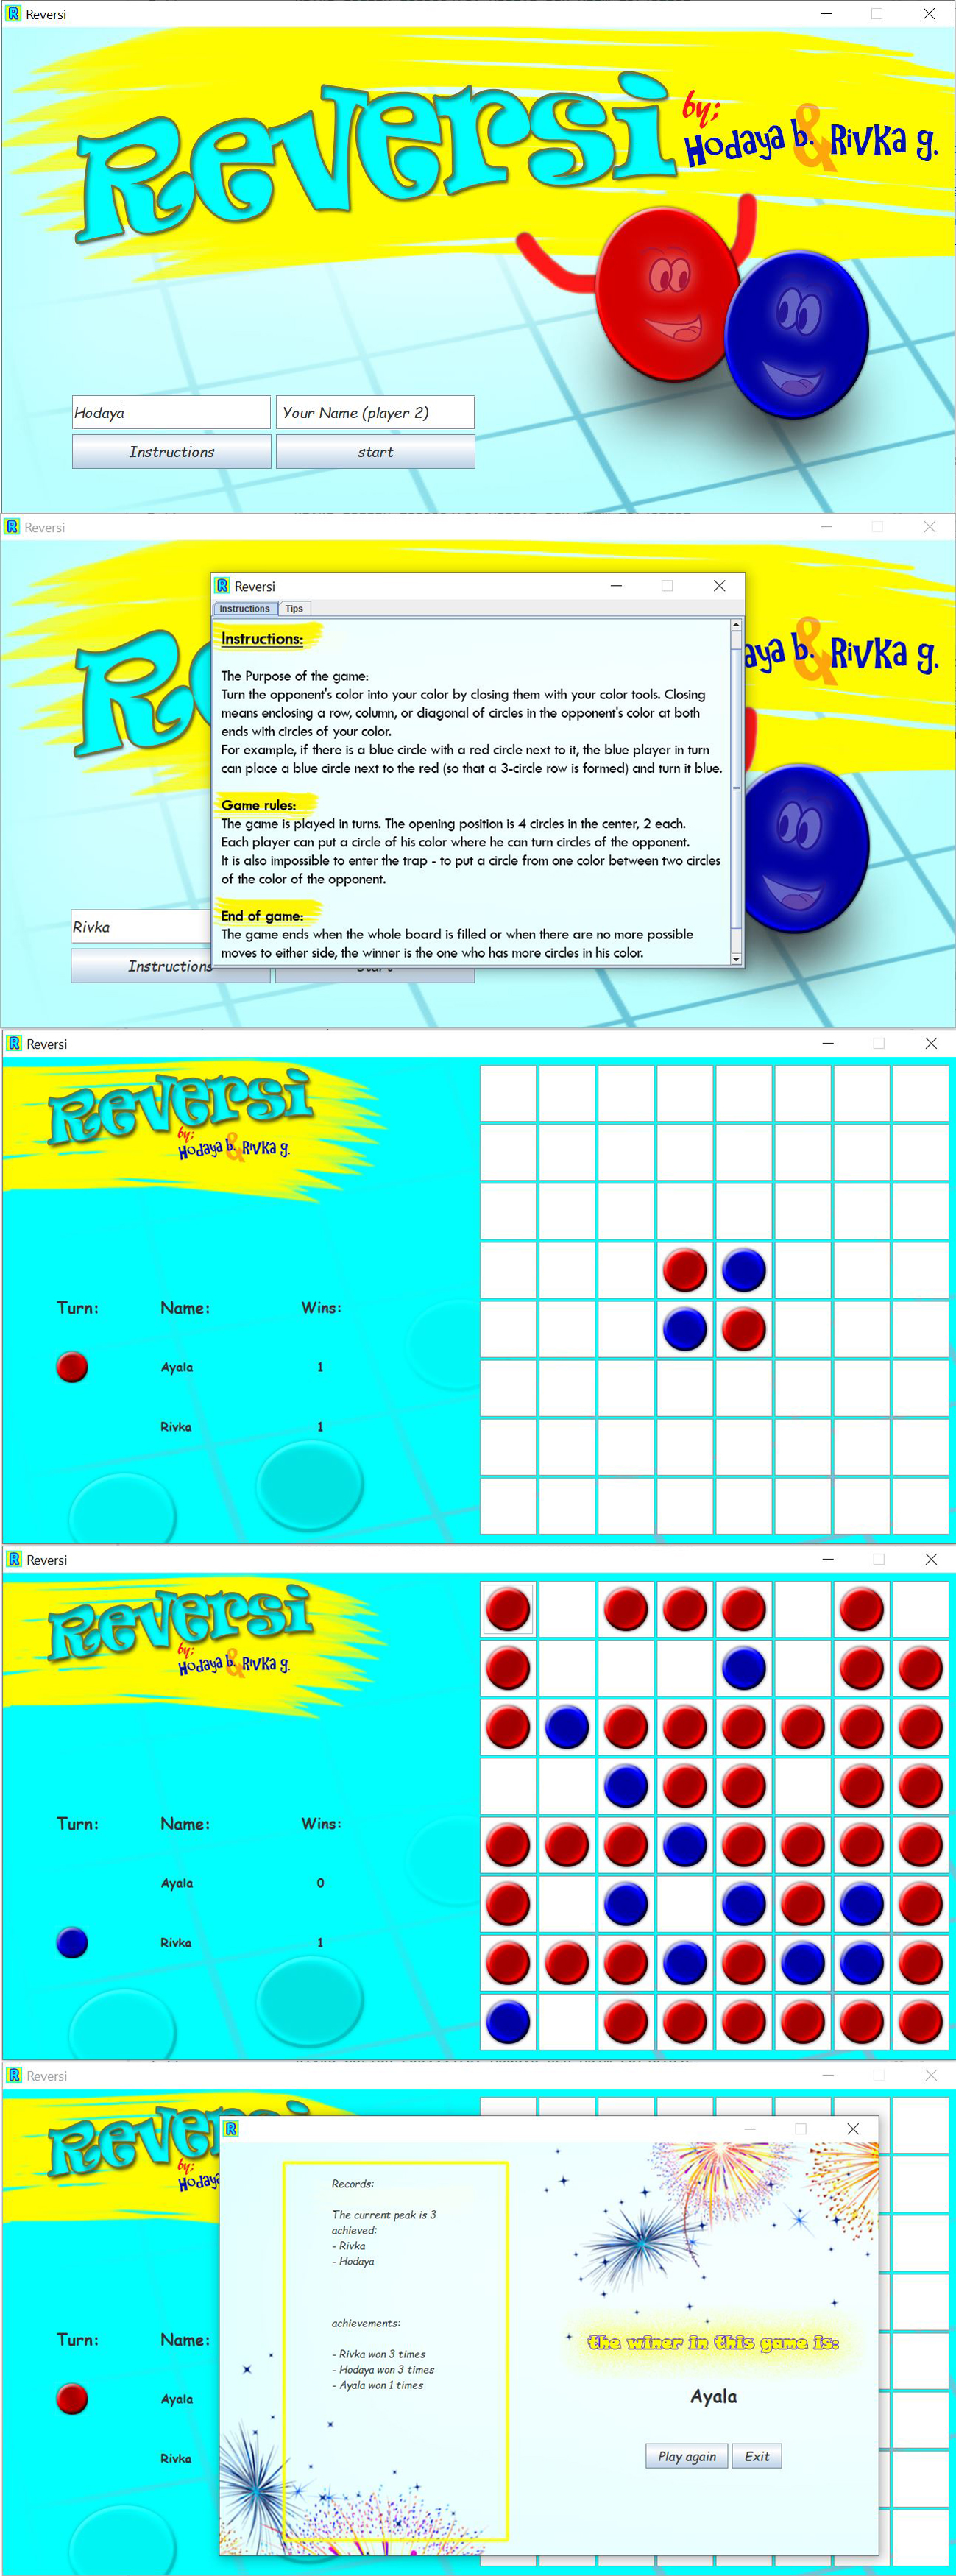 Reversi
Reversi
by;
Hodaya b. & Rivka g.
Hodaya
Your Name (player 2)
Instructions
start
Reversi
Reversi
Instructions
Tips
Instructions:
The Purpose of the game:
Turn the opponent's color into your color by closing them with your color tools. Closing
means enclosing a row, column, or diagonal of circles in the opponent's color at both
ends with circles of your color.
For example, if there is a blue circle with a red circle next to it, the blue player in turn
can place a blue circle next to the red (so that a 3-circle row is formed) and turn it blue.
Game rules:
The game is played in turns. The opening position is 4 circles in the center, 2 each.
Each player can put a circle of his color where he can turn circles of the opponent.
It is also impossible to enter the trap - to put a circle from one color between two circles
of the color of the opponent.
End of game:
The game ends when the whole board is filled or when there are no more possible
moves to either side, the winner is the one who has more circles in his color.
aya b. & Rivka g.
Rivka
Instructions
start
Reversi
Reversi
by;
Hodaya b. & Rivka g.
Turn: Name: Wins:
Ayala 1
Rivka 1
Reversi
Reversi
by;
Hodaya b. & Rivka g.
Turn: Name: Wins:
Ayala 0
Rivka 1
Reversi
Reversi
by;
Hodaya
Turn: Name:
Ayala
Rivka
Records:
The current peak is 3
achieved:
- Rivka
- Hodaya
achievements:
- Rivka won 3 times
- Hodaya won 3 times
- Ayala won 1 times
the winer in this game is:
Ayala
Play again
Exit